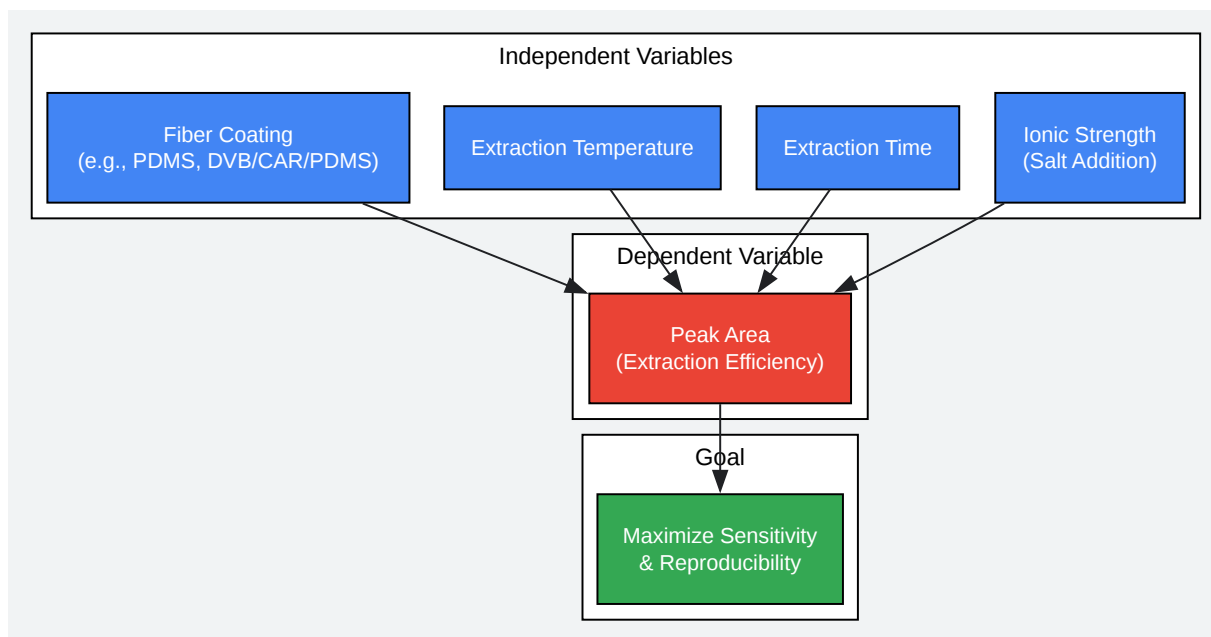 Independent Variables
Fiber Coating
(e.g., PDMS, DVB/CAR/PDMS)
Extraction Temperature
Extraction Time
Ionic Strength
(Salt Addition)
Dependent Variable
Peak Area
(Extraction Efficiency)
Goal
Maximize Sensitivity
& Reproducibility